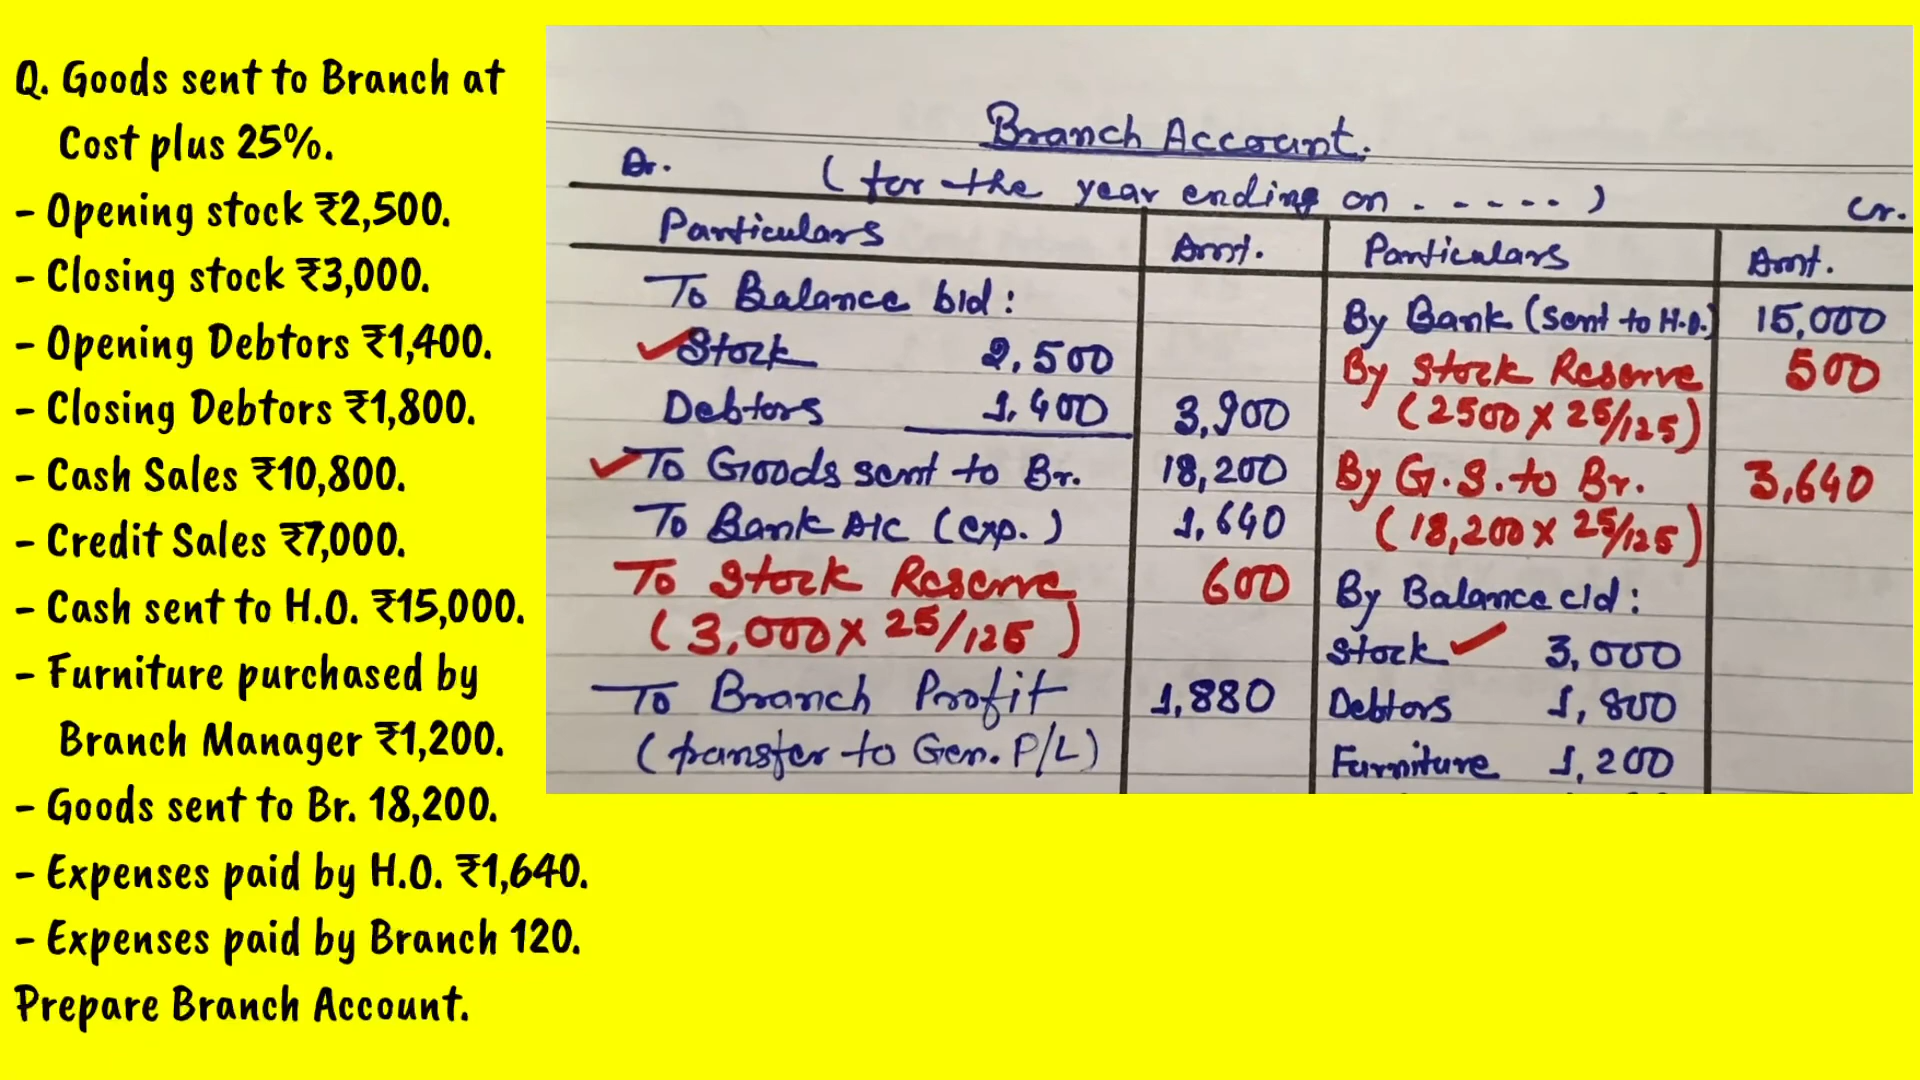 Q. Goods sent to Branch at
Cost plus 25%.
- Opening stock ₹2,500.
- Closing stock ₹3,000.
- Opening Debtors ₹1,400.
- Closing Debtors ₹1,800.
- Cash Sales ₹10,800.
- Credit Sales ₹7,000.
- Cash sent to H.O. ₹15,000.
- Furniture purchased by
Branch Manager ₹1,200.
- Goods sent to Br. 18,200.
- Expenses paid by H.O. ₹1,640.
- Expenses paid by Branch 120.
Prepare Branch Account.
Branch Account.
Dr. (for the year ending on . - - - - . ) Cr.
Particulars Amt. Particulars Amt.
To Balance b/d:
By Bank (sent to H.O.) 15,000
Stock 2,500
By Stock Reserve 500
(2500 x 25/125)
Debtors 1,400 3,900
To Goods sent to Br. 18,200
By G.S. to Br. 3,640
(18,200 x 25/125)
To Bank A/c (exp.) 1,640
To Stock Reserve 600
(3,000 x 25/125)
By Balance c/d:
Stock 3,000
To Branch Profit 1,880
(transfer to Gen. P/L)
Debtors 1,800
Furniture 1,200